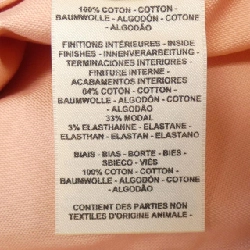 100% COTON - COTTON -
BAUMWOLLE - ALGODÓN - COTONE
- ALGODÃO
FINITIONS INTÉRIEURES - INSIDE
FINISHES - INNENVERARBEITUNG -
TERMINACIONES INTERIORES -
FINITURE INTERNE -
ACABAMENTOS INTERIORES
64% COTON - COTTON -
BAUMWOLLE - ALGODÓN - COTONE
- ALGODÃO
33% MODAL
3% ELASTHANNE - ELASTANE -
ELASTHAN - ELASTAN - ELASTANO
BIAIS - BIAS - BORTE - BIES -
SBIECO - VIÉS
100% COTON - COTTON -
BAUMWOLLE - ALGODÓN - COTONE
- ALGODÃO
CONTIENT DES PARTIES NON
TEXTILES D'ORIGINE ANIMALE -